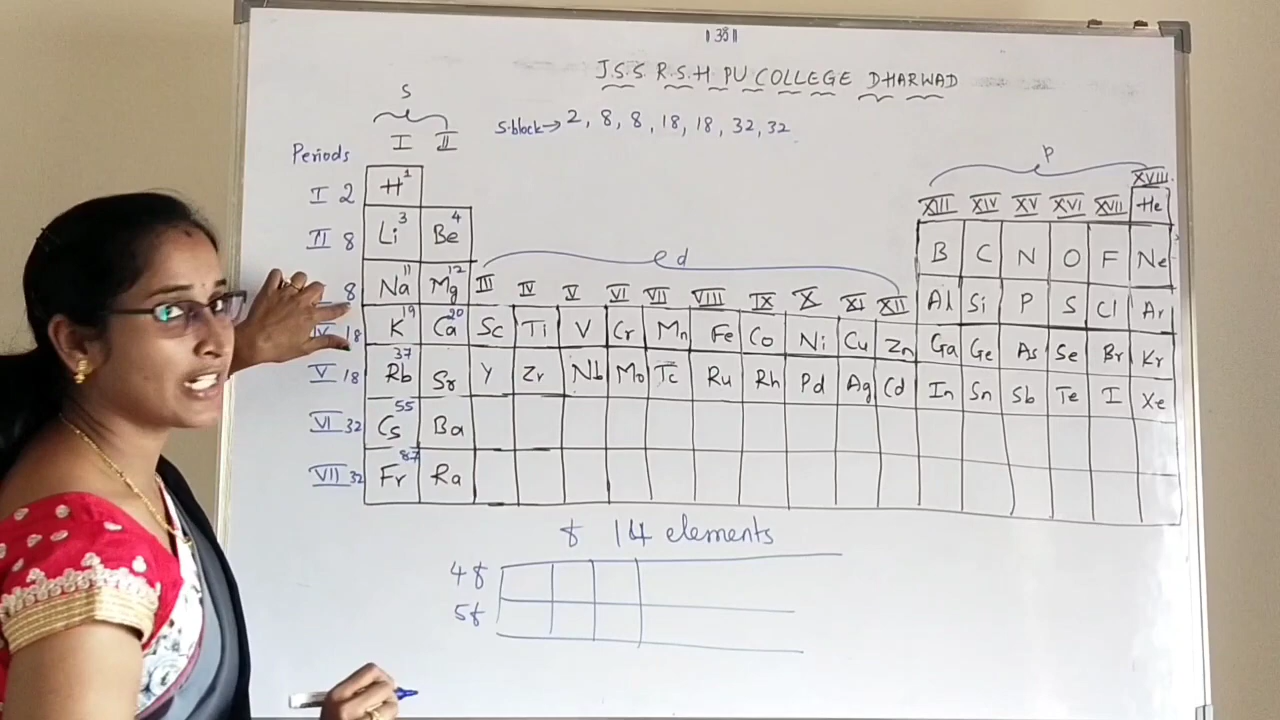 ॥ ૐ ॥
J.S.S R.S.H PU COLLEGE DHARWAD
S
S-block → 2, 8, 8, 18, 18, 32, 32
I II
Periods
p
XVIII
I 2 H 1 XIII XIV XV XVI XVII He
II 8 Li 3 Be 4 B C N O F Ne
d
8 Na 11 Mg 12 III IV V VI VII VIII IX X XI XII Al Si P S Cl Ar
IV 18 K 19 Ca 20 Sc Ti V Cr Mn Fe Co Ni Cu Zn Ga Ge As Se Br Kr
V 18 Rb 37 Sr Y Zr Nb Mo Tc Ru Rh Pd Ag Cd In Sn Sb Te I Xe
VI 32 Cs 55 Ba
VII 32 Fr 87 Ra
f 14 elements
4f
5f